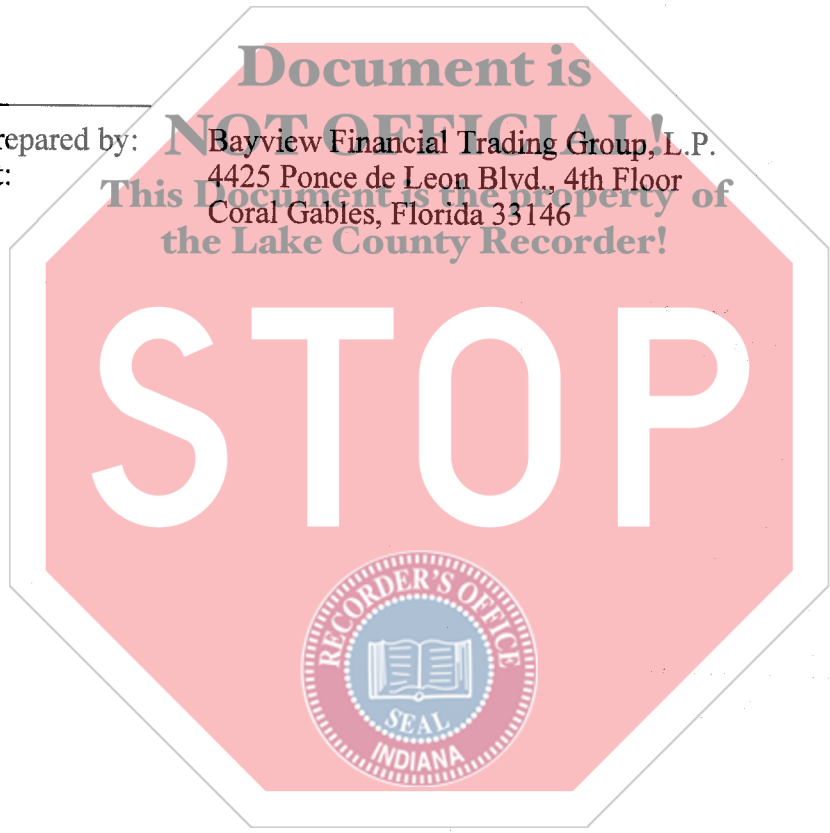 Document is
NOT OFFICIAL!
repared by: Bayview Financial Trading Group, L.P.
t: 4425 Ponce de Leon Blvd., 4th Floor
This Document is the property of
Coral Gables, Florida 33146
the Lake County Recorder!
STOP
RECORDER'S OFFICE
SEAL
INDIANA